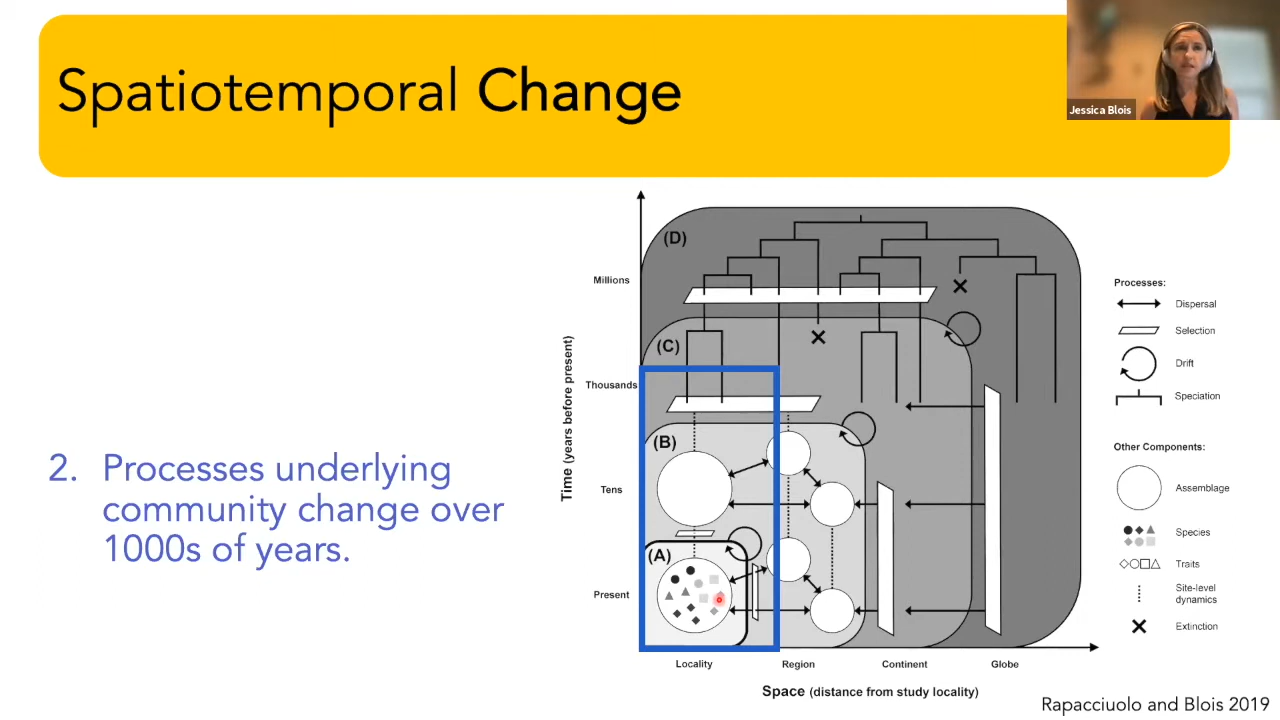 Spatiotemporal Change
Jessica Blois
2. Processes underlying
community change over
1000s of years.
Time (years before present)
Millions
Thousands
Tens
Present
(D)
(C)
(B)
(A)
Locality
Region
Continent
Globe
Space (distance from study locality)
Processes:
Dispersal
Selection
Drift
Speciation
Other Components:
Assemblage
Species
Traits
Site-level
dynamics
Extinction
Rapacciuolo and Blois 2019